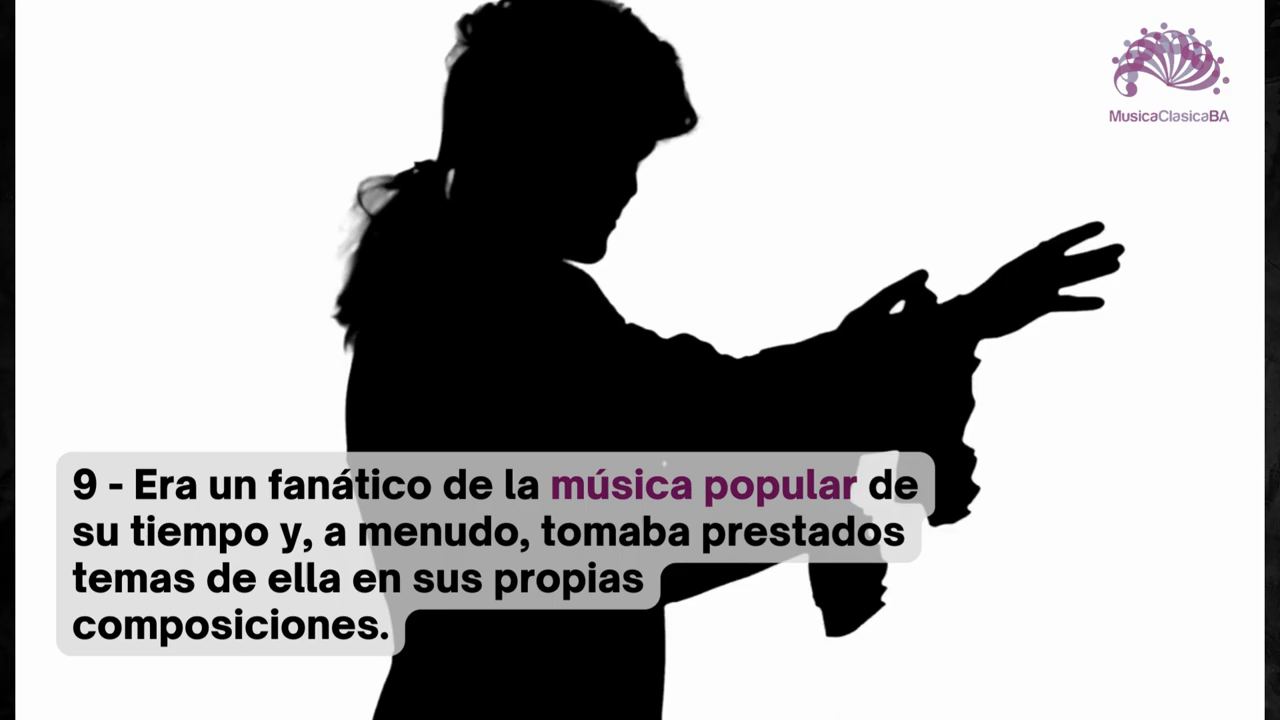 MusicaClasicaBA
9 - Era un fanático de la música popular de
su tiempo y, a menudo, tomaba prestados
temas de ella en sus propias
composiciones.